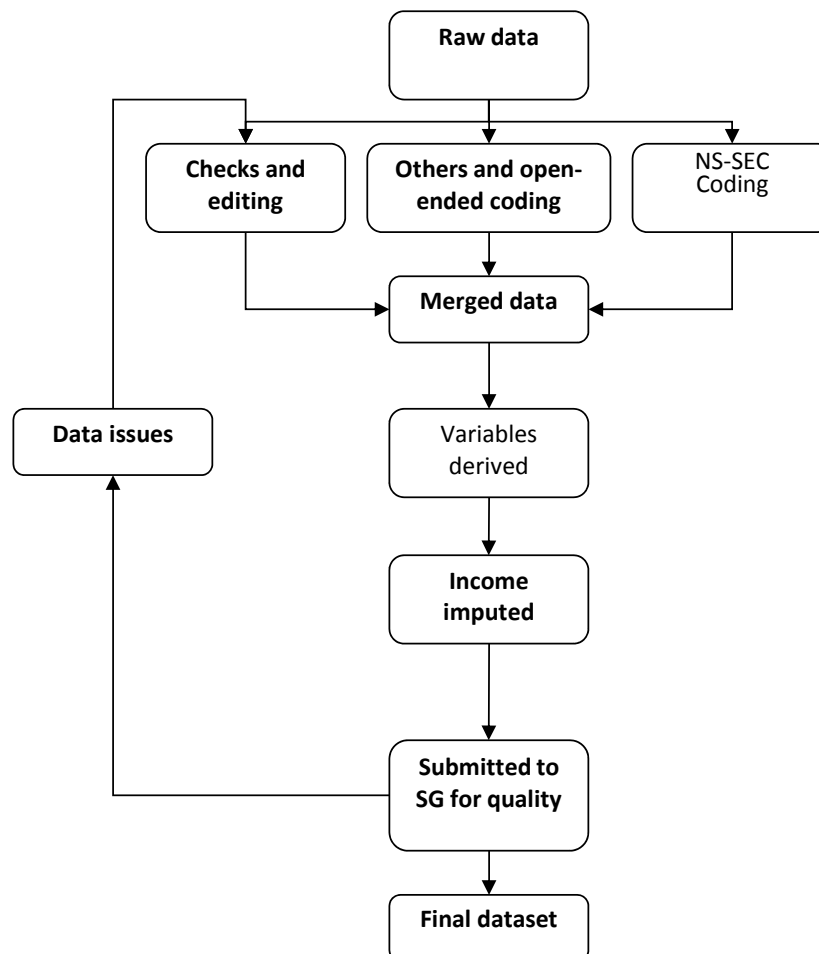 Raw data
Checks and
editing
Others and open-
ended coding
NS-SEC
Coding
Merged data
Data issues
Variables
derived
Income
imputed
Submitted to
SG for quality
Final dataset